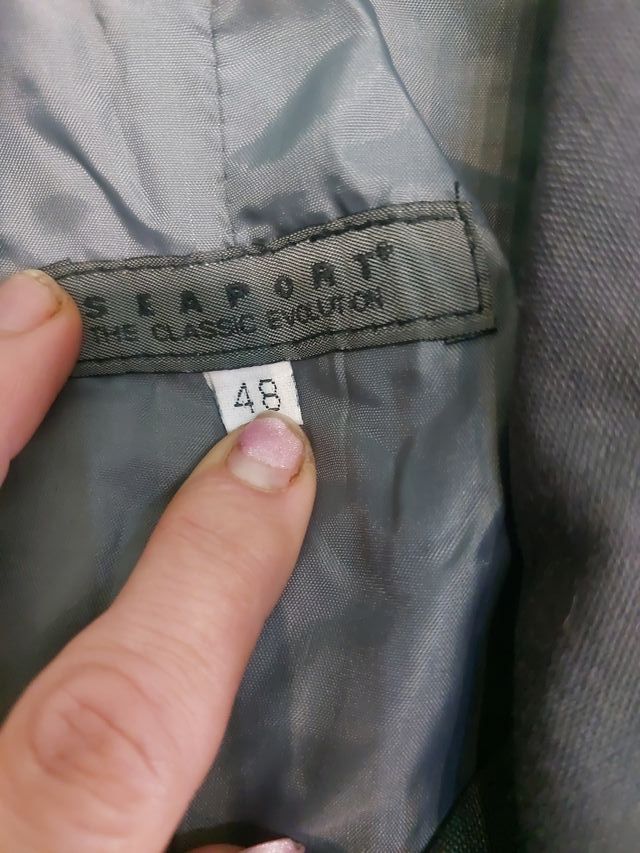 SEAPORT®
THE CLASSIC EVOLUTION
48